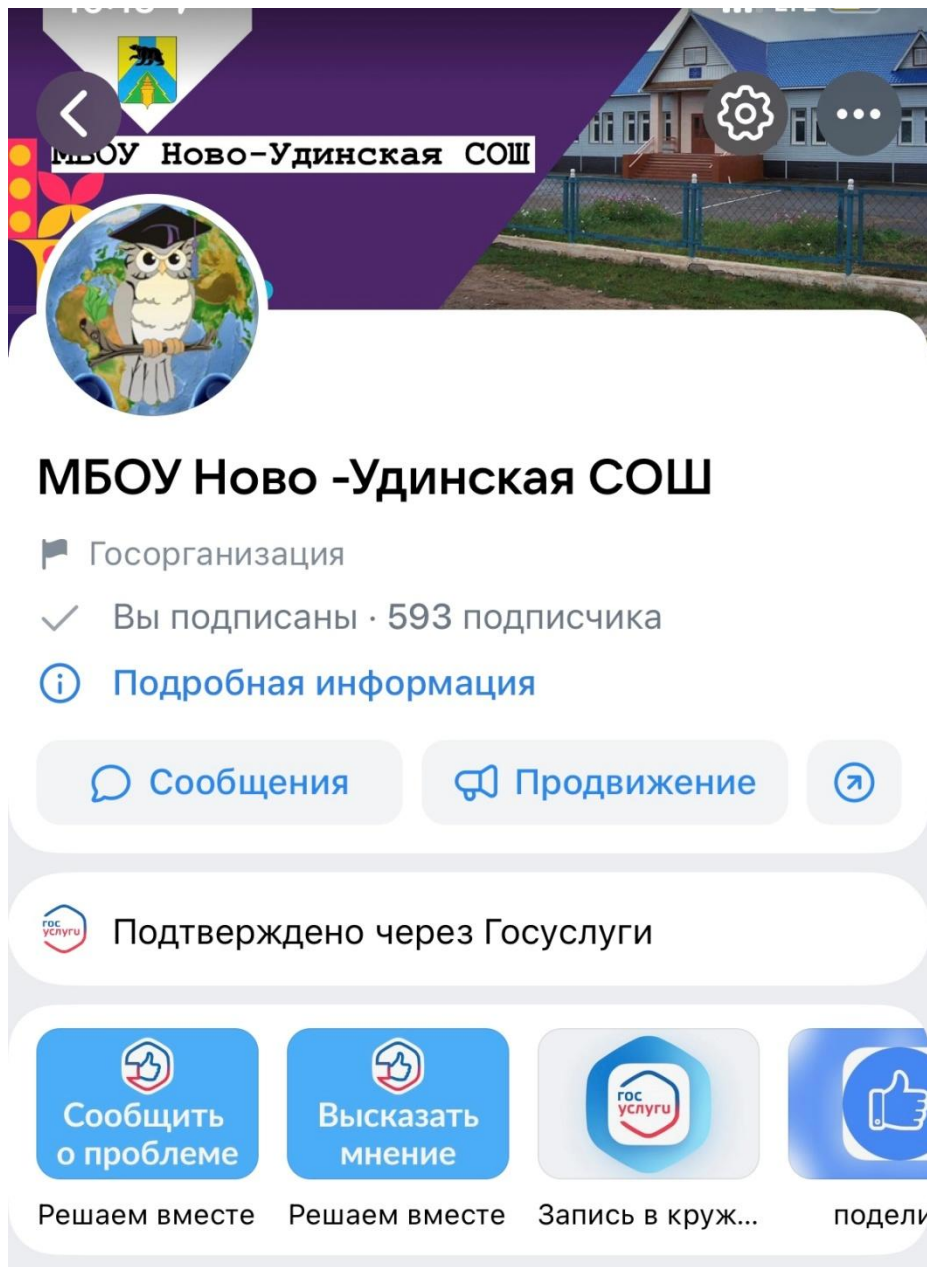 МБОУ Ново-Удинская СОШ
МБОУ Ново -Удинская СОШ
Госорганизация
Вы подписаны · 593 подписчика
Подробная информация
Сообщения
Продвижение
гос
услуги
Подтверждено через Госуслуги
Сообщить
о проблеме
Высказать
мнение
гос
услуги
Решаем вместе
Решаем вместе
Запись в круж...
подели